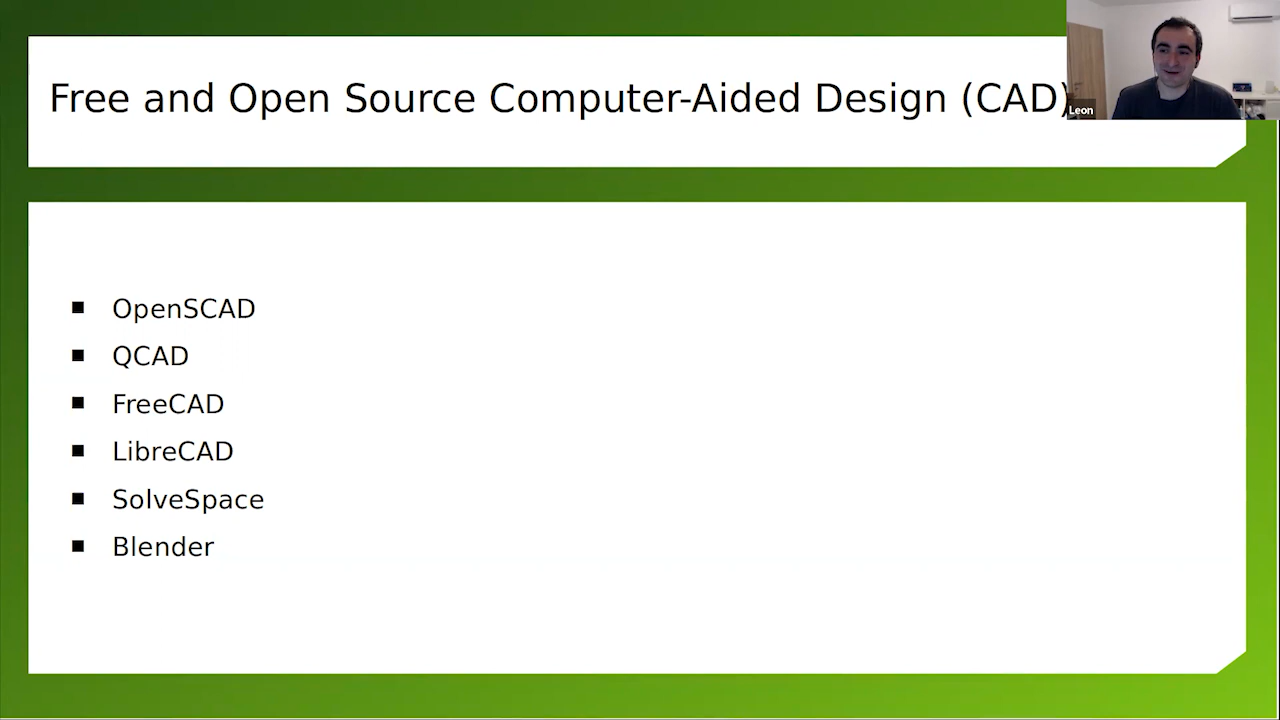 Free and Open Source Computer-Aided Design (CAD)
Leon
OpenSCAD
QCAD
FreeCAD
LibreCAD
SolveSpace
Blender